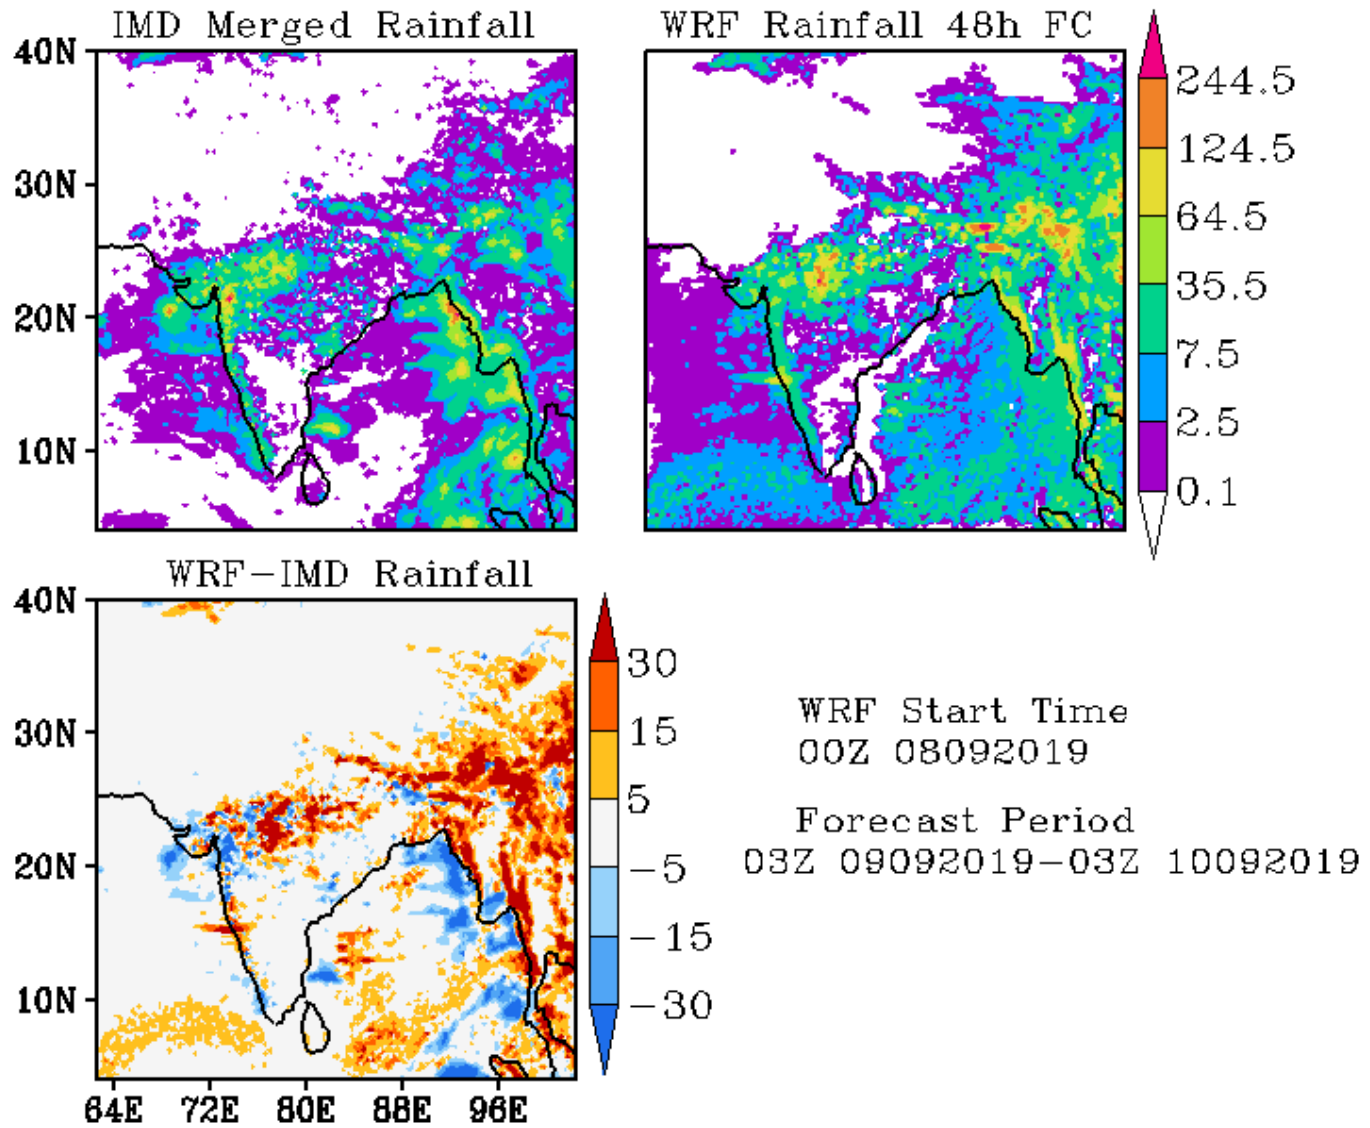 IMD Merged Rainfall
WRF Rainfall 48h FC
40N
30N
20N
10N
244.5
124.5
64.5
35.5
7.5
2.5
0.1
WRF-IMD Rainfall
40N
30N
20N
10N
64E 72E 80E 88E 96E
30
15
5
-5
-15
-30
WRF Start Time
00Z 08092019
Forecast Period
03Z 09092019-03Z 10092019